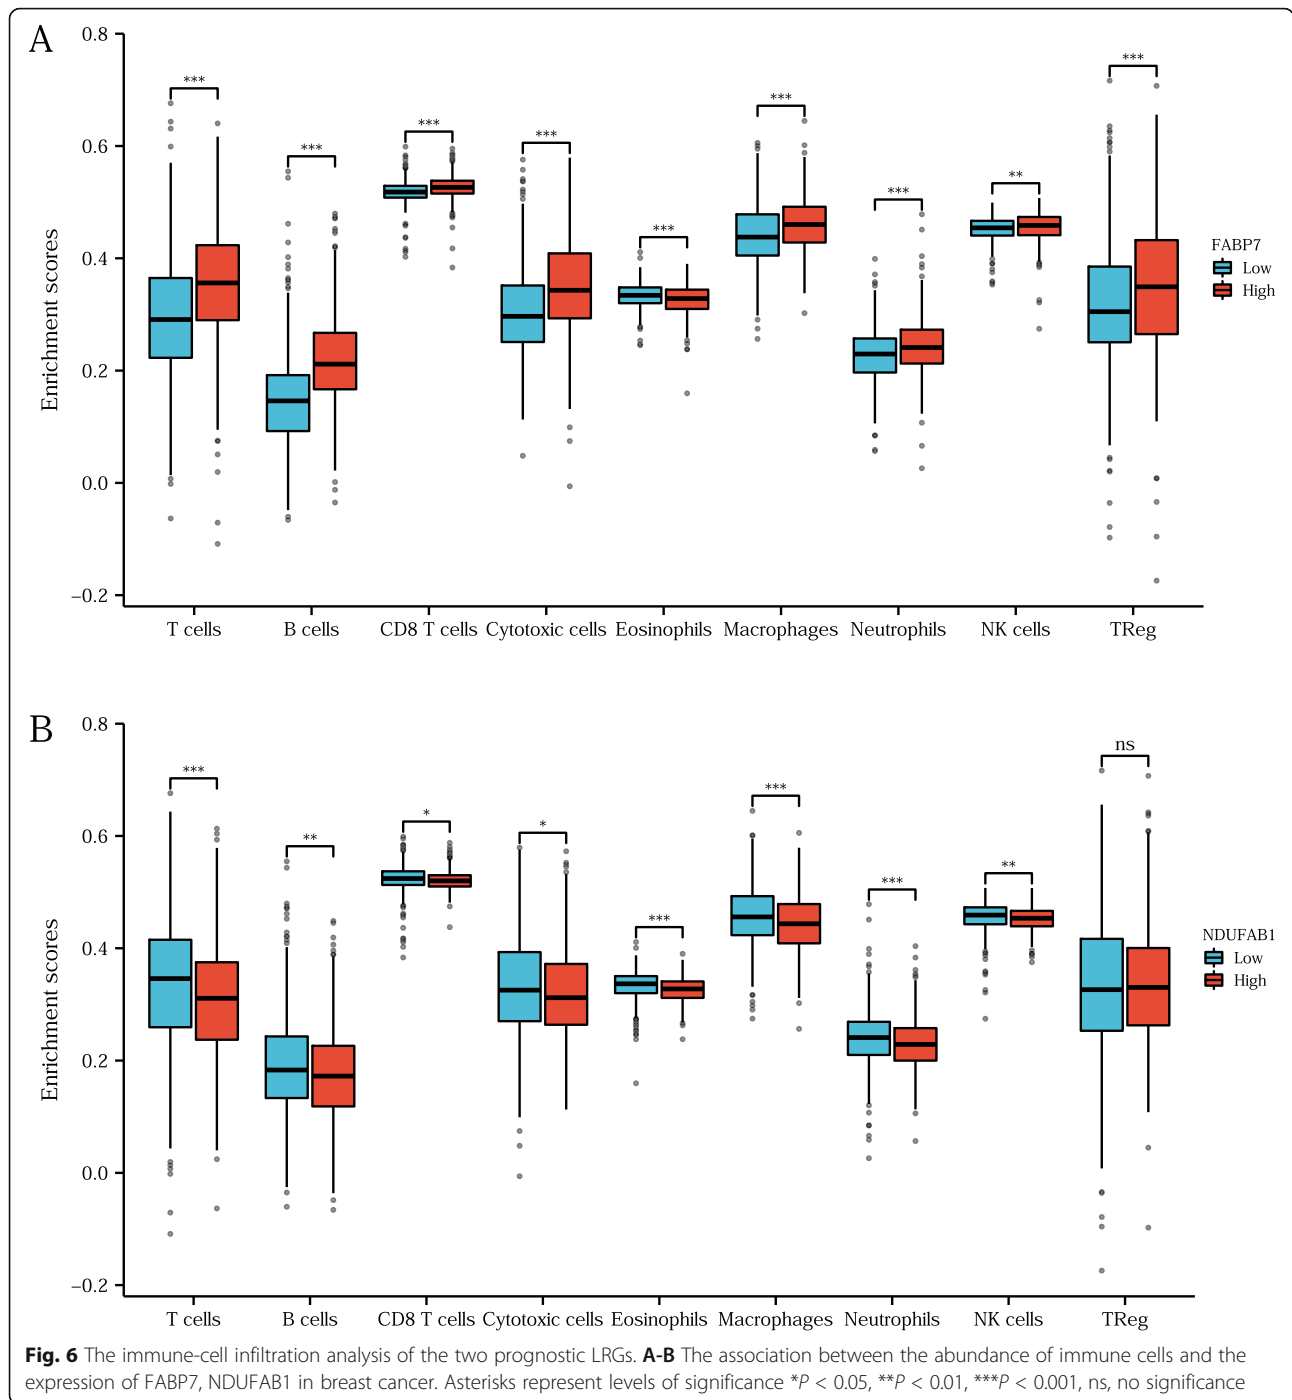 A
0.8
0.6
0.4
0.2
0.0
−0.2
Enrichment scores
***
***
***
***
***
***
***
**
***
FABP7
Low
High
T cells B cells CD8 T cells Cytotoxic cells Eosinophils Macrophages Neutrophils NK cells TReg
B
0.8
0.6
0.4
0.2
0.0
−0.2
Enrichment scores
***
**
*
*
***
***
***
**
ns
NDUFAB1
Low
High
T cells B cells CD8 T cells Cytotoxic cells Eosinophils Macrophages Neutrophils NK cells TReg
Fig. 6 The immune-cell infiltration analysis of the two prognostic LRGs. A-B The association between the abundance of immune cells and the
expression of FABP7, NDUFAB1 in breast cancer. Asterisks represent levels of significance *P < 0.05, **P < 0.01, ***P < 0.001, ns, no significance